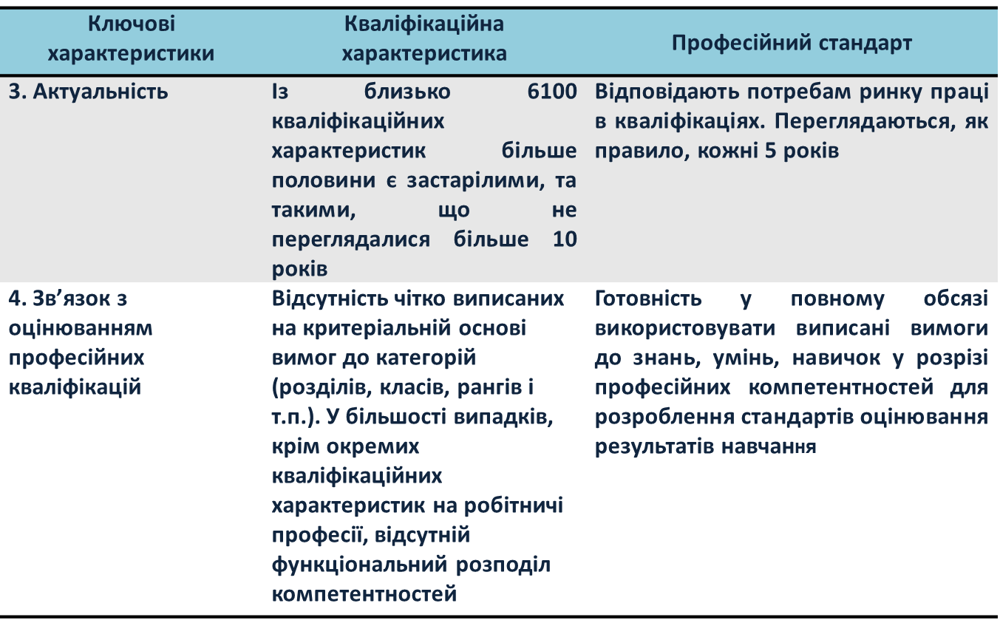 Ключові
характеристики
Кваліфікаційна
характеристика
Професійний стандарт
3. Актуальність
Із близько 6100
кваліфікаційних
характеристик більше
половини є застарілими, та
такими, що не
переглядалися більше 10
років
Відповідають потребам ринку праці
в кваліфікаціях. Переглядаються, як
правило, кожні 5 років
4. Зв’язок з
оцінюванням
професійних
кваліфікацій
Відсутність чітко виписаних
на критеріальній основі
вимог до категорій
(розділів, класів, рангів і
т.п.). У більшості випадків,
крім окремих
кваліфікаційних
характеристик на робітничі
професії, відсутній
функціональний розподіл
компетентностей
Готовність у повному обсязі
використовувати виписані вимоги
до знань, умінь, навичок у розрізі
професійних компетентностей для
розроблення стандартів оцінювання
результатів навчання